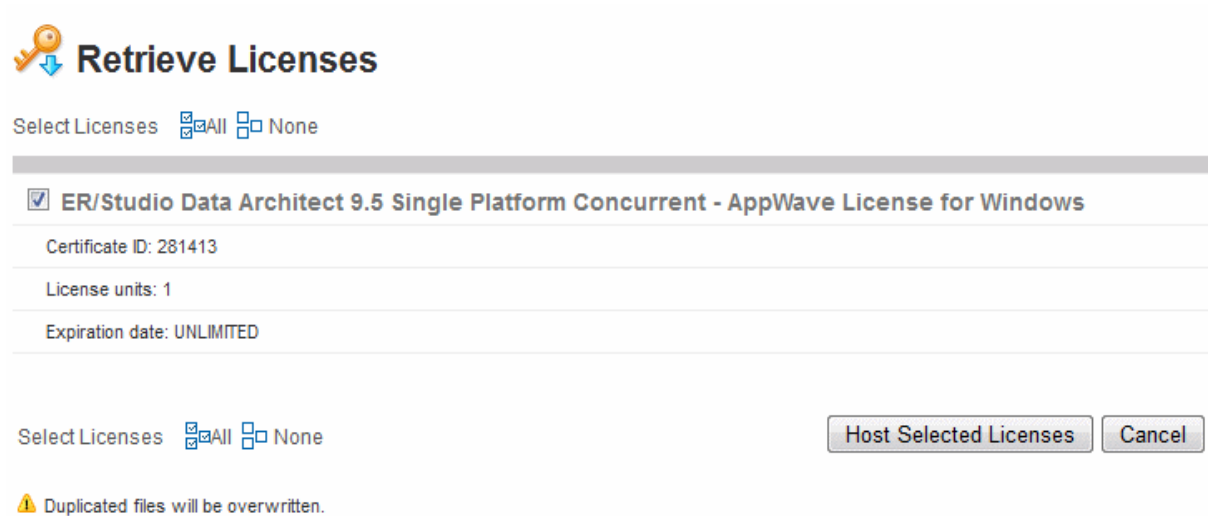 Retrieve Licenses
Select Licenses All None
ER/Studio Data Architect 9.5 Single Platform Concurrent - AppWave License for Windows
Certificate ID: 281413
License units: 1
Expiration date: UNLIMITED
Select Licenses All None Host Selected Licenses Cancel
Duplicated files will be overwritten.